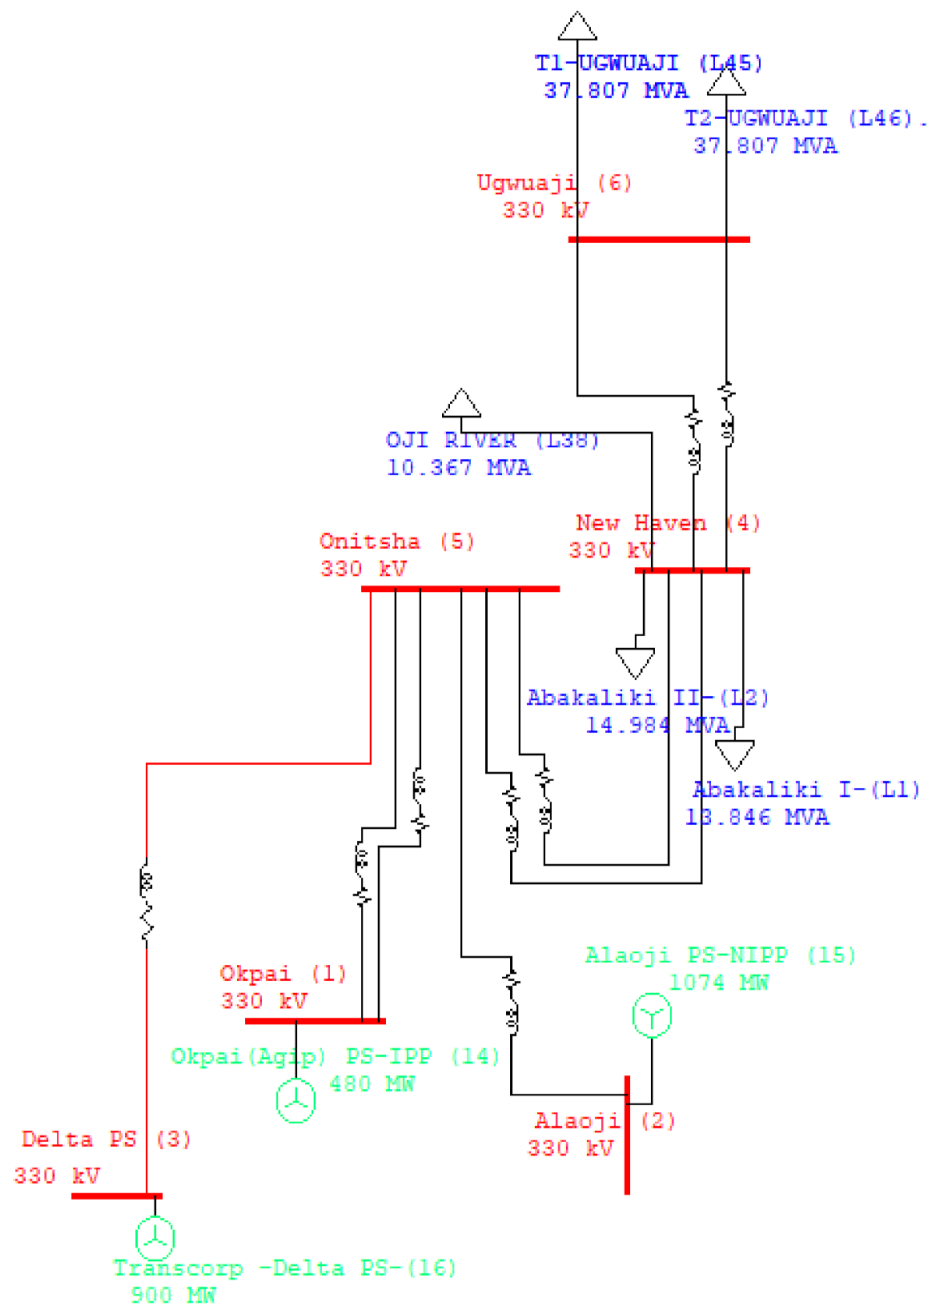 T1-UGWUAJI (L45)
37.807 MVA
T2-UGWUAJI (L46).
37.807 MVA
Ugwuaji (6)
330 kV
OJI RIVER (L38)
10.367 MVA
New Haven (4)
330 kV
Onitsha (5)
330 kV
Abakaliki II-(L2)
14.984 MVA
Abakaliki I-(L1)
13.846 MVA
Alaoji PS-NIPP (15)
1074 MW
Okpai (1)
330 kV
Okpai(Agip) PS-IPP (14)
480 MW
Alaoji (2)
330 kV
Delta PS (3)
330 kV
Transcorp -Delta PS-(16)
900 MW